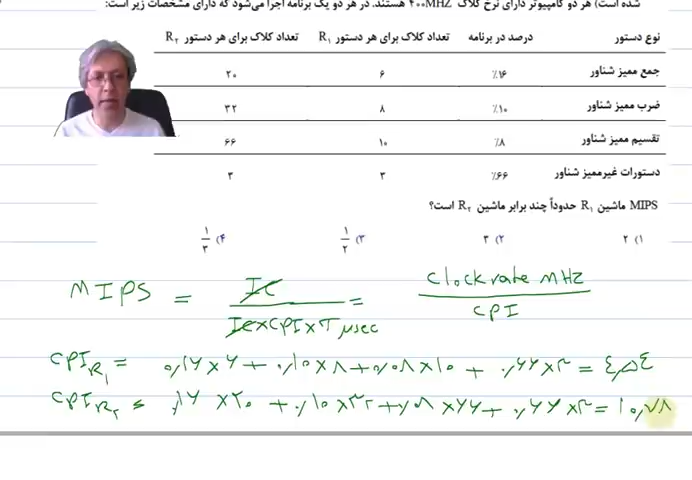 شده است) هر دو کامپیوتر دارای نرخ کلاک ۴۰۰MHZ هستند. در هر دو یک برنامه اجرا می‌شود که دارای مشخصات زیر است:
نوع دستور درصد در برنامه تعداد کلاک برای هر دستور R۱ تعداد کلاک برای هر دستور R۲
جمع ممیز شناور ٪۱۶ ۶ ۲۰
ضرب ممیز شناور ٪۱۰ ۸ ۳۲
تقسیم ممیز شناور ٪۸ ۱۰ ۶۶
دستورات غیرممیز شناور ٪۶۶ ۳ ۳
MIPS ماشین R۱ حدوداً چند برابر ماشین R۲ است؟
۱) ۲ ۲) ۳ ۳) ۱/۲ ۴) ۱/۳
MIPS = IC / IC×CPI×T μsec = Clock rate MHz / CPI
CPI R۱ = ۰,۱۶×۶ + ۰,۱۰×۸ + ۰,۰۸×۱۰ + ۰,۶۶×۳ = ٤,٥٤
CPI R۲ = ,۱۶×۲۰ + ۰,۱۰×۳۲ + ۰,۰۸×۶۶ + ۰,۶۶×۳ = ۱۰,۷۸